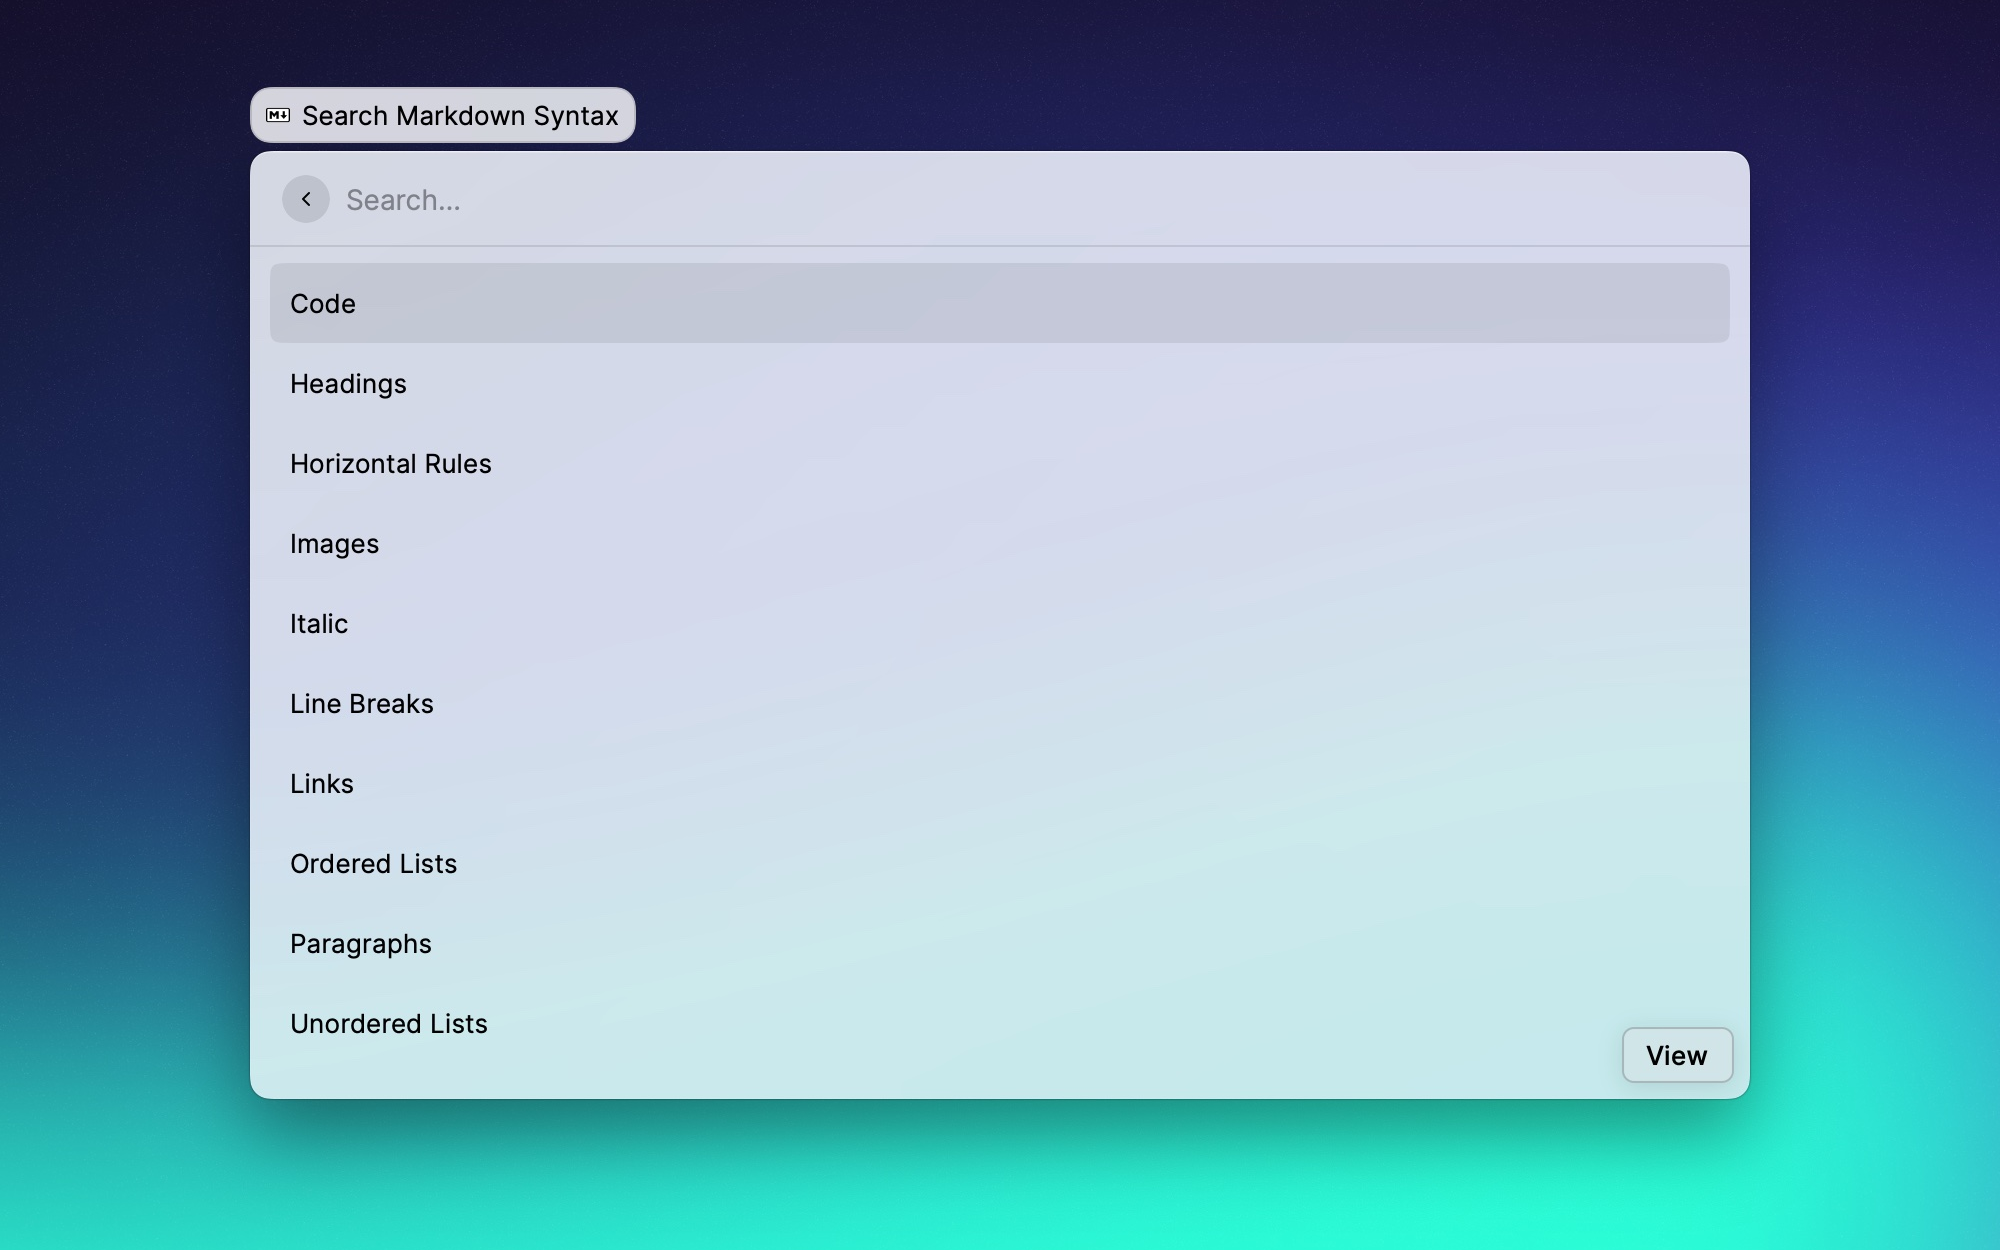 Search Markdown Syntax
Search...
Code
Headings
Horizontal Rules
Images
Italic
Line Breaks
Links
Ordered Lists
Paragraphs
Unordered Lists
View